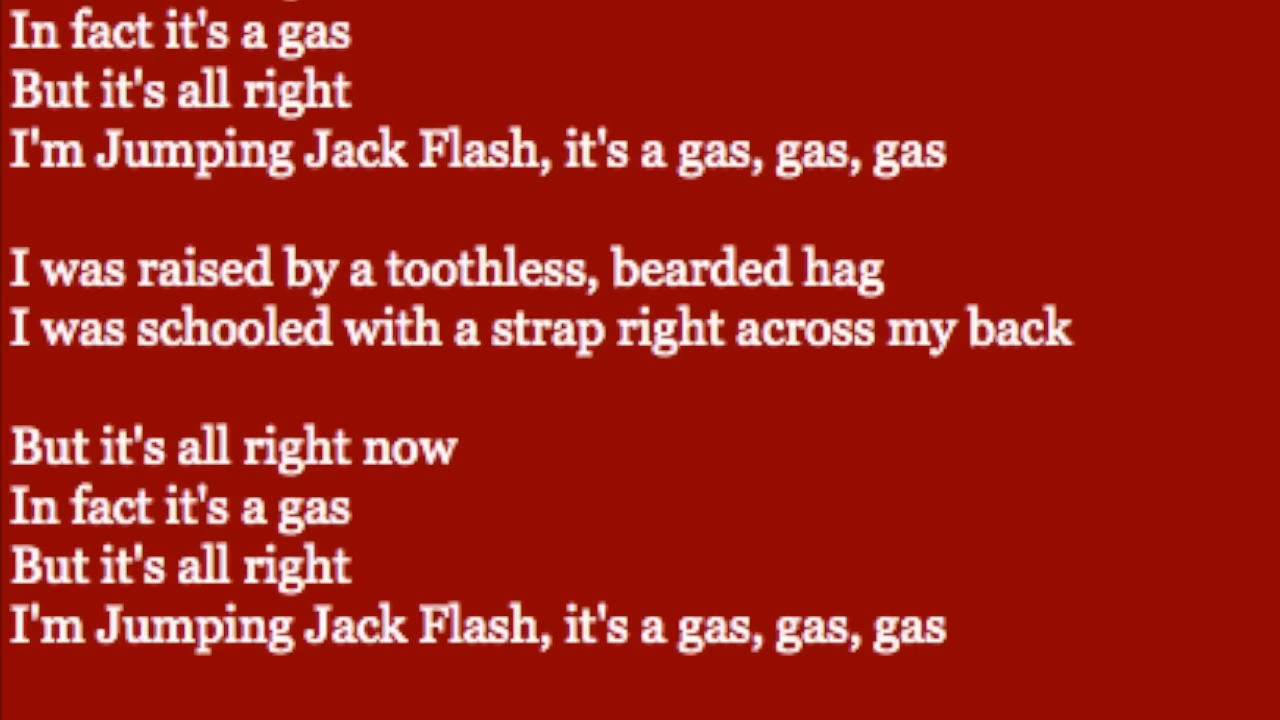 In fact it's a gas
But it's all right
I'm Jumping Jack Flash, it's a gas, gas, gas
I was raised by a toothless, bearded hag
I was schooled with a strap right across my back
But it's all right now
In fact it's a gas
But it's all right
I'm Jumping Jack Flash, it's a gas, gas, gas